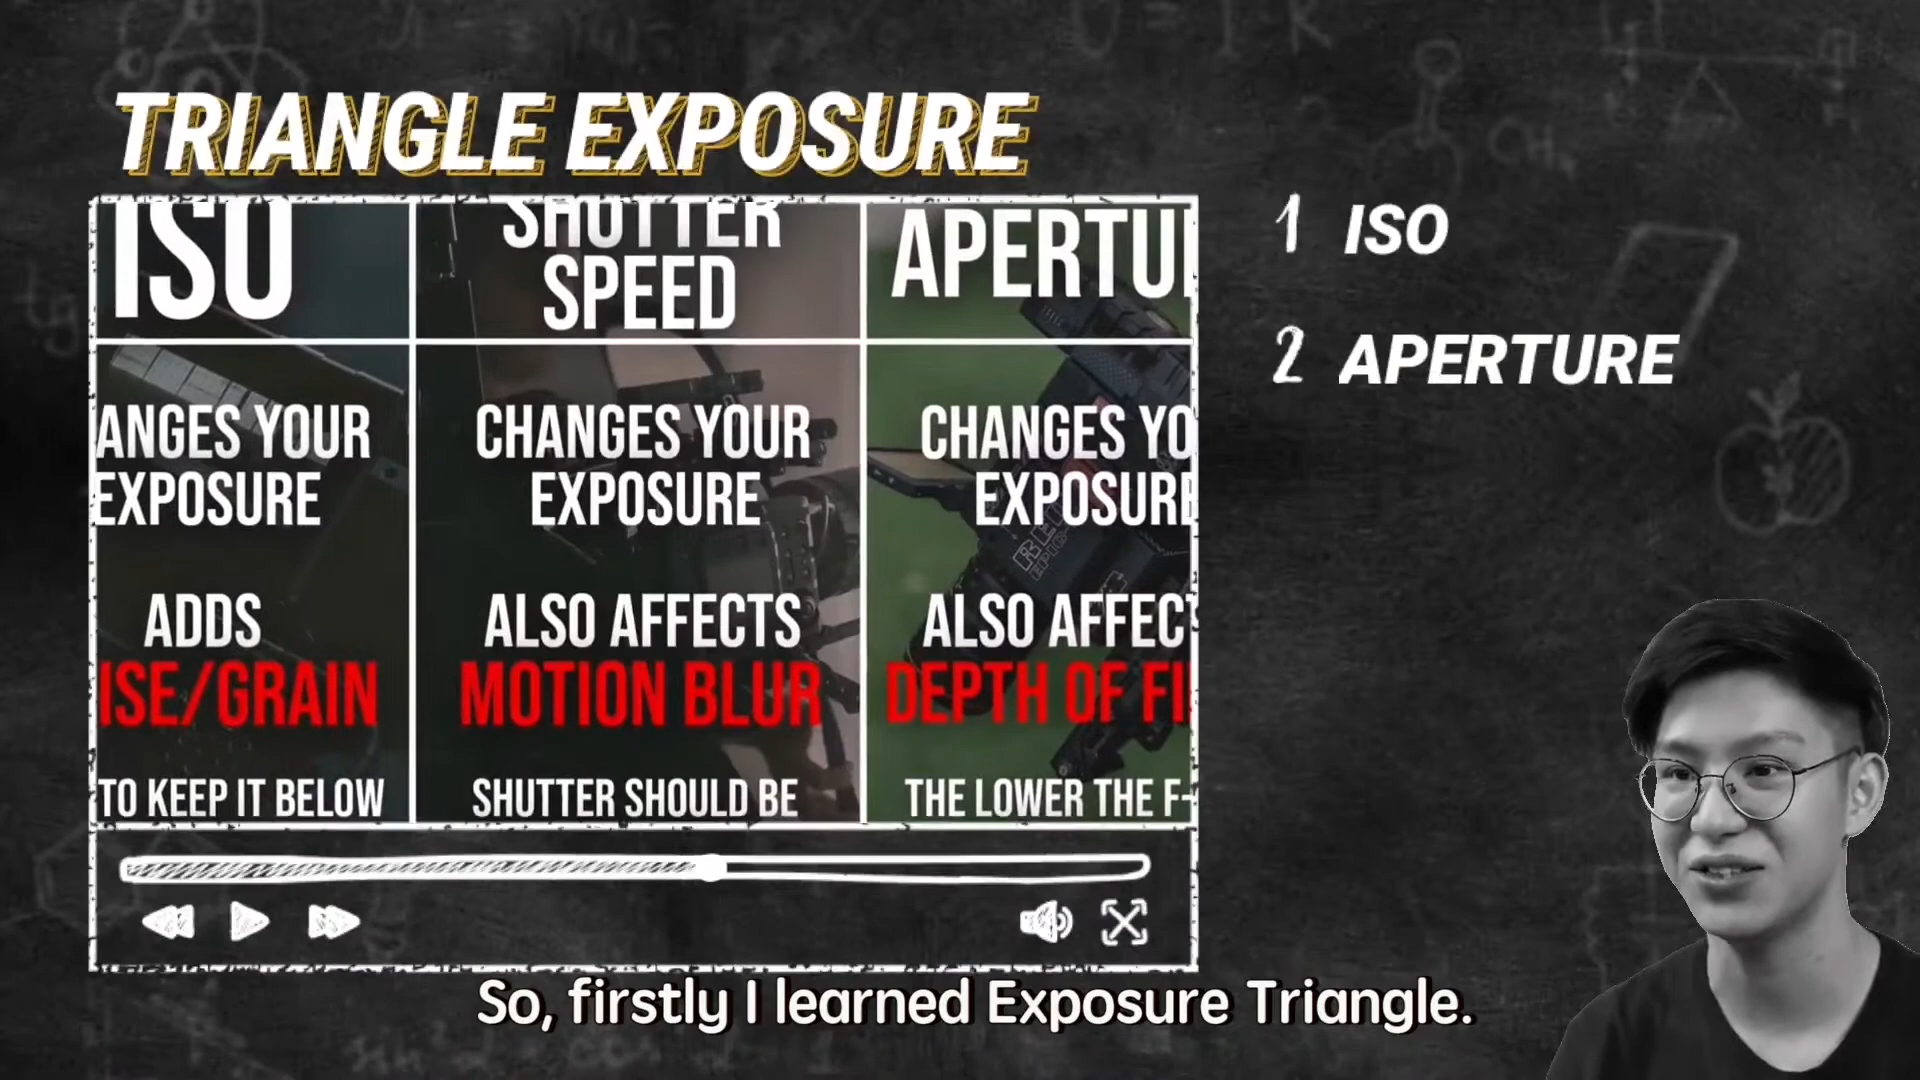 TRIANGLE EXPOSURE
ISO
SHUTTER
SPEED
APERTU
ANGES YOUR
EXPOSURE
ADDS
ISE/GRAIN
TO KEEP IT BELOW
CHANGES YOUR
EXPOSURE
ALSO AFFECTS
MOTION BLUR
SHUTTER SHOULD BE
CHANGES YO
EXPOSURE
ALSO AFFECT
DEPTH OF FI
THE LOWER THE F-
RED
EPIC
1 ISO
2 APERTURE
So, firstly I learned Exposure Triangle.